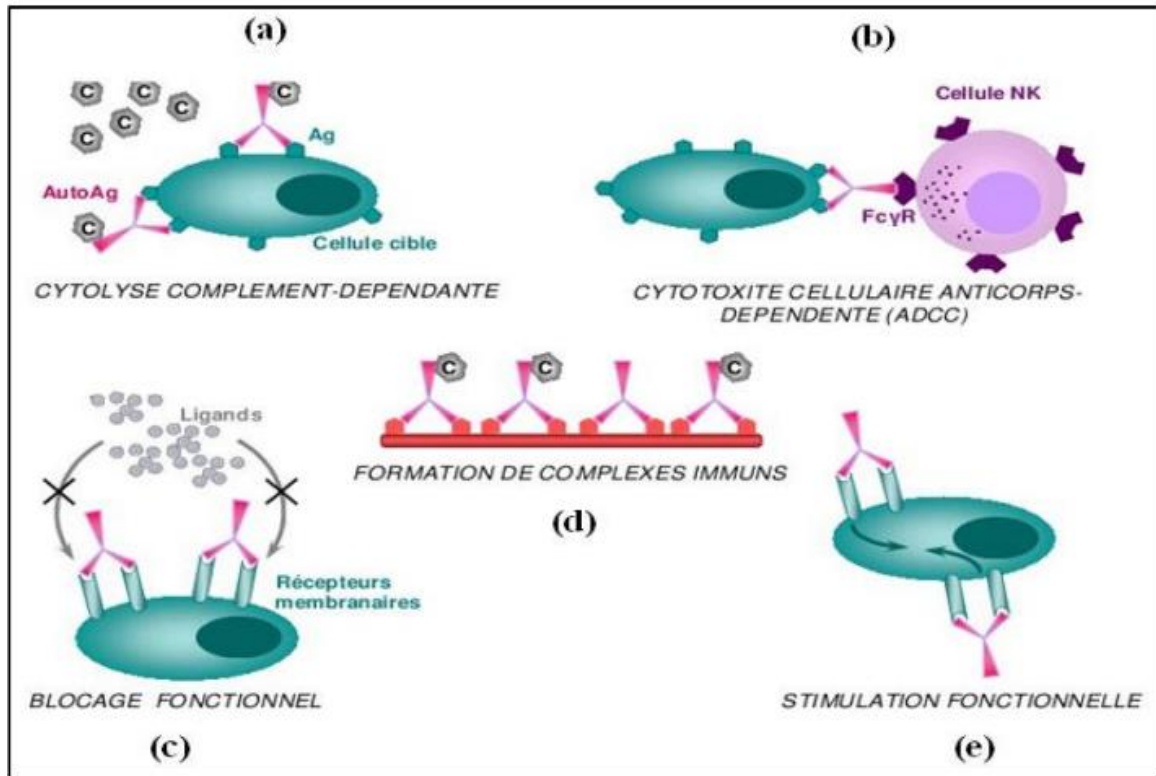 (a)
(b)
C
C
C
C
C
C
Ag
AutoAg
C
Cellule cible
CYTOLYSE COMPLEMENT-DEPENDANTE
Cellule NK
FcγR
CYTOTOXITE CELLULAIRE ANTICORPS-
DEPENDENTE (ADCC)
Ligands
C
C
C
FORMATION DE COMPLEXES IMMUNS
(d)
Récepteurs
membranaires
BLOCAGE FONCTIONNEL
(c)
STIMULATION FONCTIONNELLE
(e)